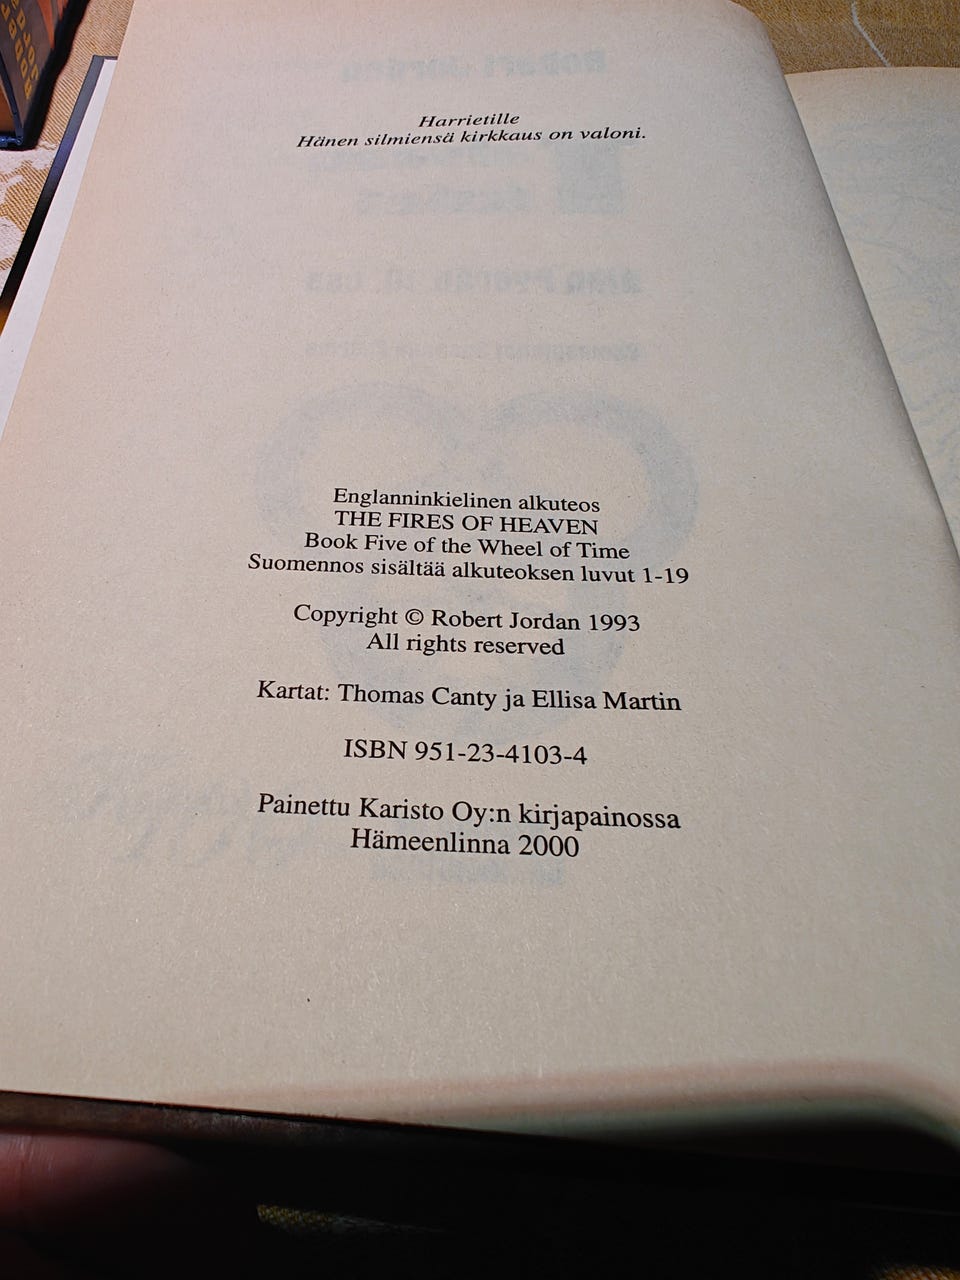 Harrietille
Hänen silmiensä kirkkaus on valoni.
Englanninkielinen alkuteos
THE FIRES OF HEAVEN
Book Five of the Wheel of Time
Suomennos sisältää alkuteoksen luvut 1-19
Copyright © Robert Jordan 1993
All rights reserved
Kartat: Thomas Canty ja Ellisa Martin
ISBN 951-23-4103-4
Painettu Karisto Oy:n kirjapainossa
Hämeenlinna 2000